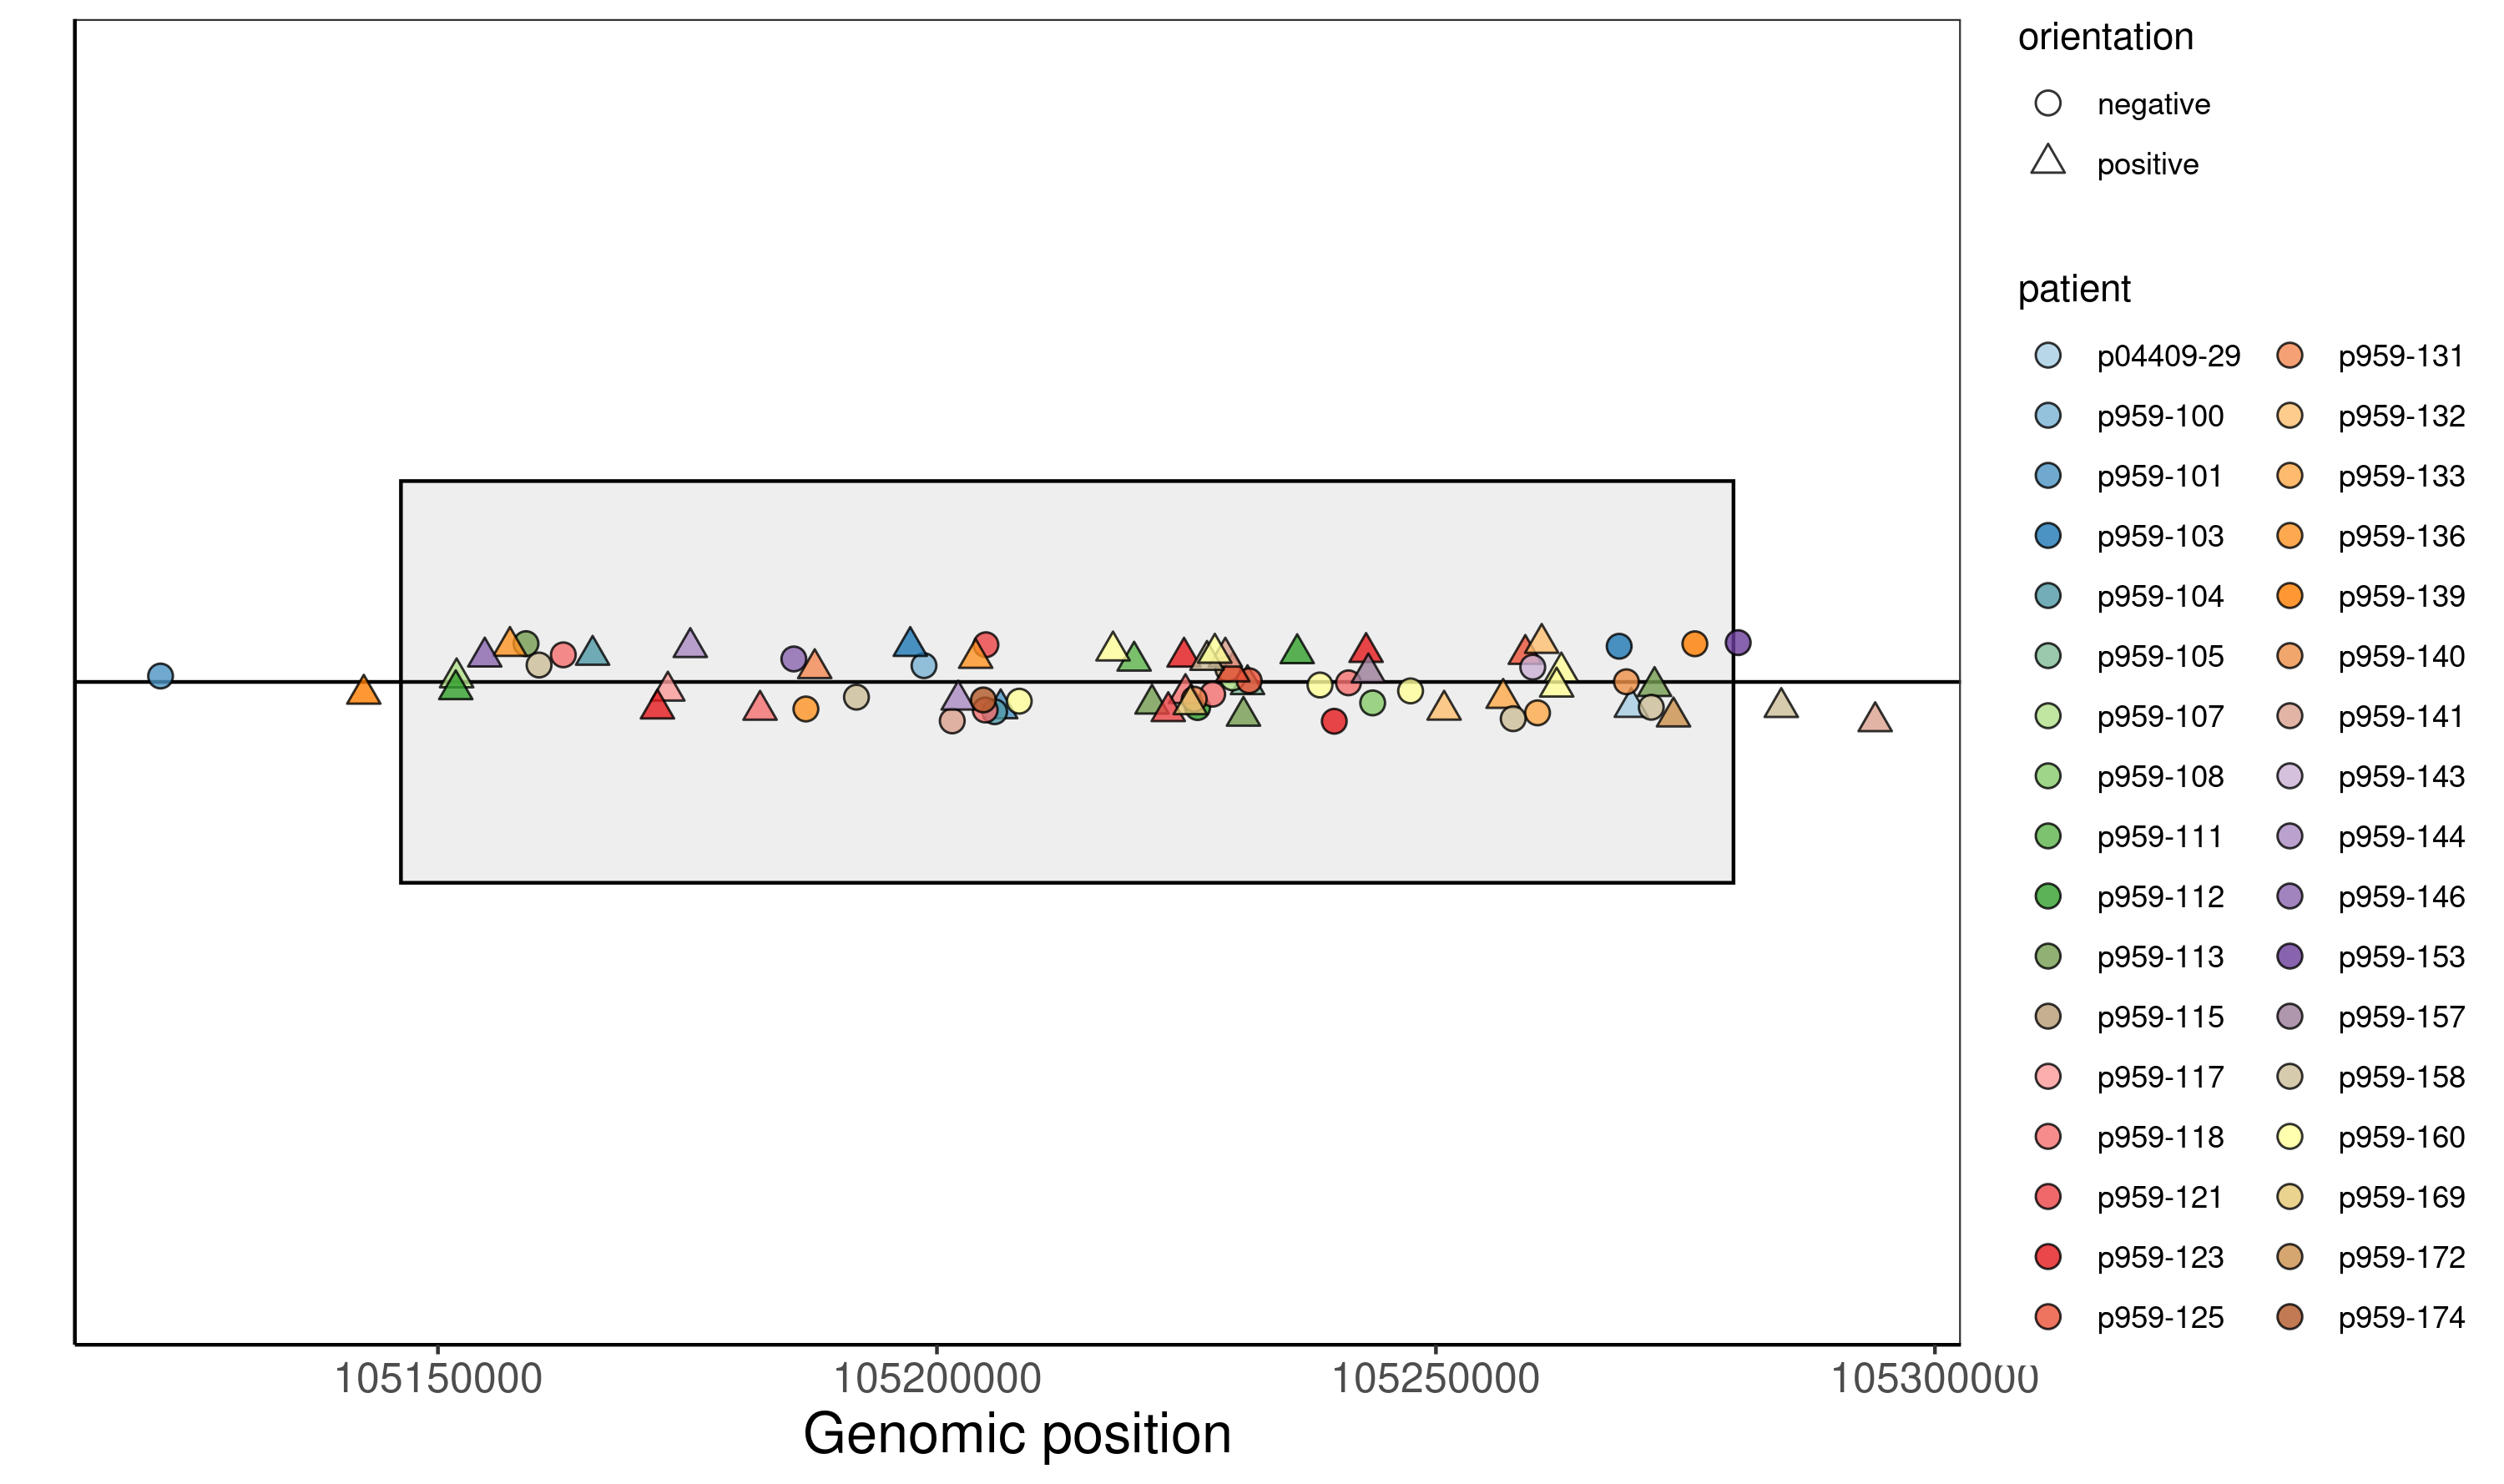 orientation
negative
positive
patient
p04409-29 p959-131
p959-100 p959-132
p959-101 p959-133
p959-103 p959-136
p959-104 p959-139
p959-105 p959-140
p959-107 p959-141
p959-108 p959-143
p959-111 p959-144
p959-112 p959-146
p959-113 p959-153
p959-115 p959-157
p959-117 p959-158
p959-118 p959-160
p959-121 p959-169
p959-123 p959-172
p959-125 p959-174
105150000 105200000 105250000 105300000
Genomic position